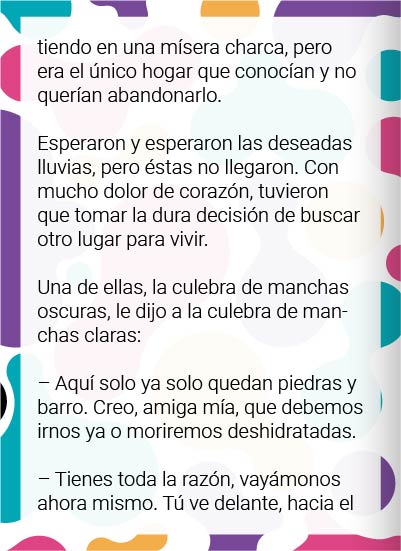 tiendo en una mísera charca, pero
era el único hogar que conocían y no
querían abandonarlo.
Esperaron y esperaron las deseadas
lluvias, pero éstas no llegaron. Con
mucho dolor de corazón, tuvieron
que tomar la dura decisión de buscar
otro lugar para vivir.
Una de ellas, la culebra de manchas
oscuras, le dijo a la culebra de man-
chas claras:
– Aquí solo ya solo quedan piedras y
barro. Creo, amiga mía, que debemos
irnos ya o moriremos deshidratadas.
– Tienes toda la razón, vayámonos
ahora mismo. Tú ve delante, hacia el